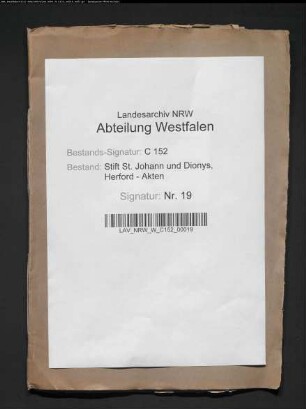 Landesarchiv NRW
Abteilung Westfalen
Bestands-Signatur: C 152
Bestand: Stift St. Johann und Dionys,
Herford - Akten
Signatur: Nr. 19
LAV_NRW_W_C152_00019